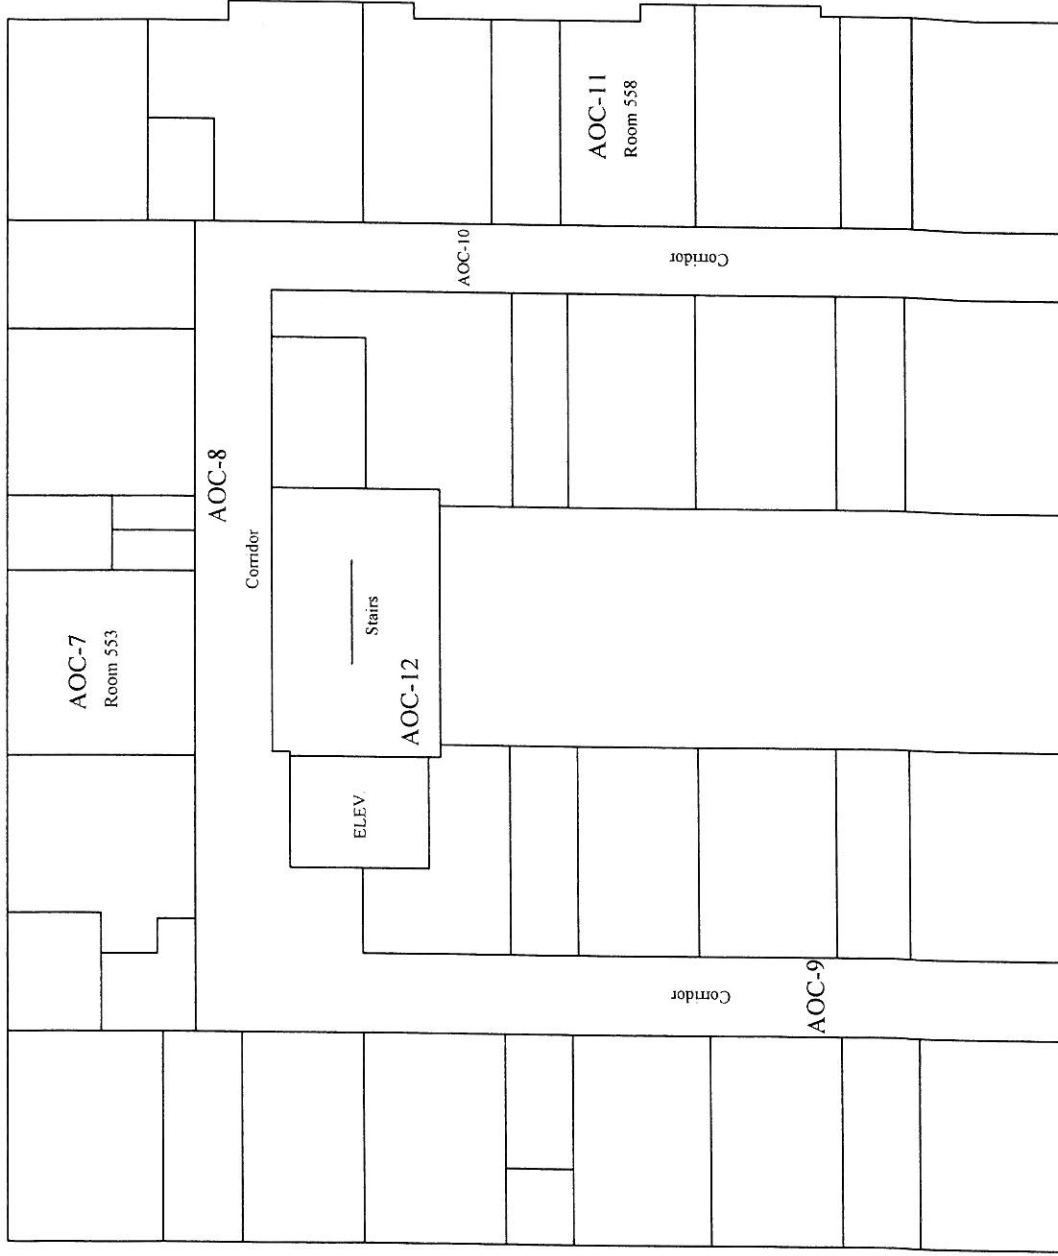 AOC-11
Room 558
AOC-10
Corridor
AOC-8
Corridor
AOC-7
Room 553
Stairs
AOC-12
ELEV.
Corridor
AOC-9